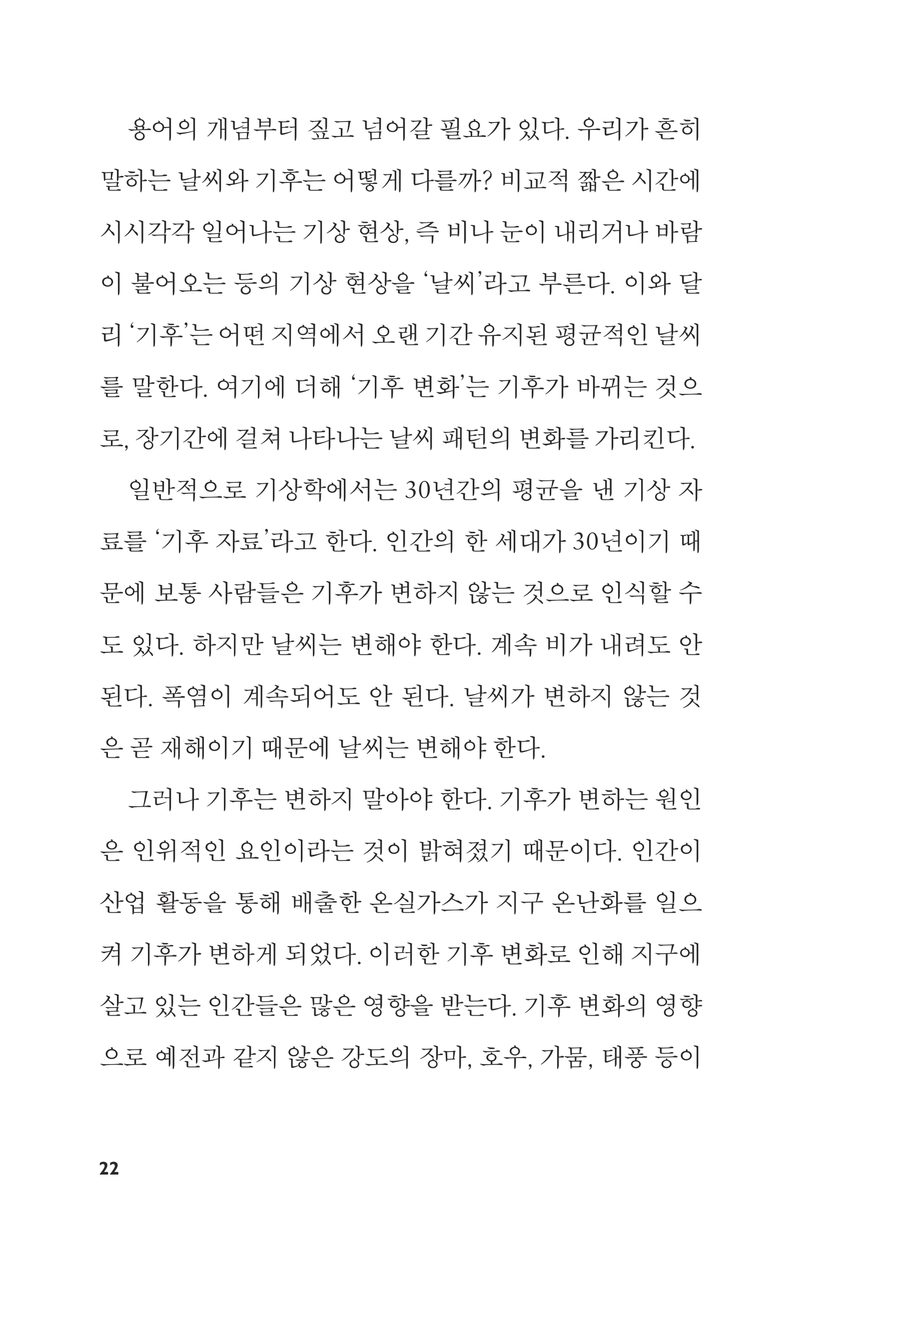 용어의 개념부터 짚고 넘어갈 필요가 있다. 우리가 흔히
말하는 날씨와 기후는 어떻게 다를까? 비교적 짧은 시간에
시시각각 일어나는 기상 현상, 즉 비나 눈이 내리거나 바람
이 불어오는 등의 기상 현상을 ‘날씨’라고 부른다. 이와 달
리 ‘기후’는 어떤 지역에서 오랜 기간 유지된 평균적인 날씨
를 말한다. 여기에 더해 ‘기후 변화’는 기후가 바뀌는 것으
로, 장기간에 걸쳐 나타나는 날씨 패턴의 변화를 가리킨다.
일반적으로 기상학에서는 30년간의 평균을 낸 기상 자
료를 ‘기후 자료’라고 한다. 인간의 한 세대가 30년이기 때
문에 보통 사람들은 기후가 변하지 않는 것으로 인식할 수
도 있다. 하지만 날씨는 변해야 한다. 계속 비가 내려도 안
된다. 폭염이 계속되어도 안 된다. 날씨가 변하지 않는 것
은 곧 재해이기 때문에 날씨는 변해야 한다.
그러나 기후는 변하지 말아야 한다. 기후가 변하는 원인
은 인위적인 요인이라는 것이 밝혀졌기 때문이다. 인간이
산업 활동을 통해 배출한 온실가스가 지구 온난화를 일으
켜 기후가 변하게 되었다. 이러한 기후 변화로 인해 지구에
살고 있는 인간들은 많은 영향을 받는다. 기후 변화의 영향
으로 예전과 같지 않은 강도의 장마, 호우, 가뭄, 태풍 등이
22